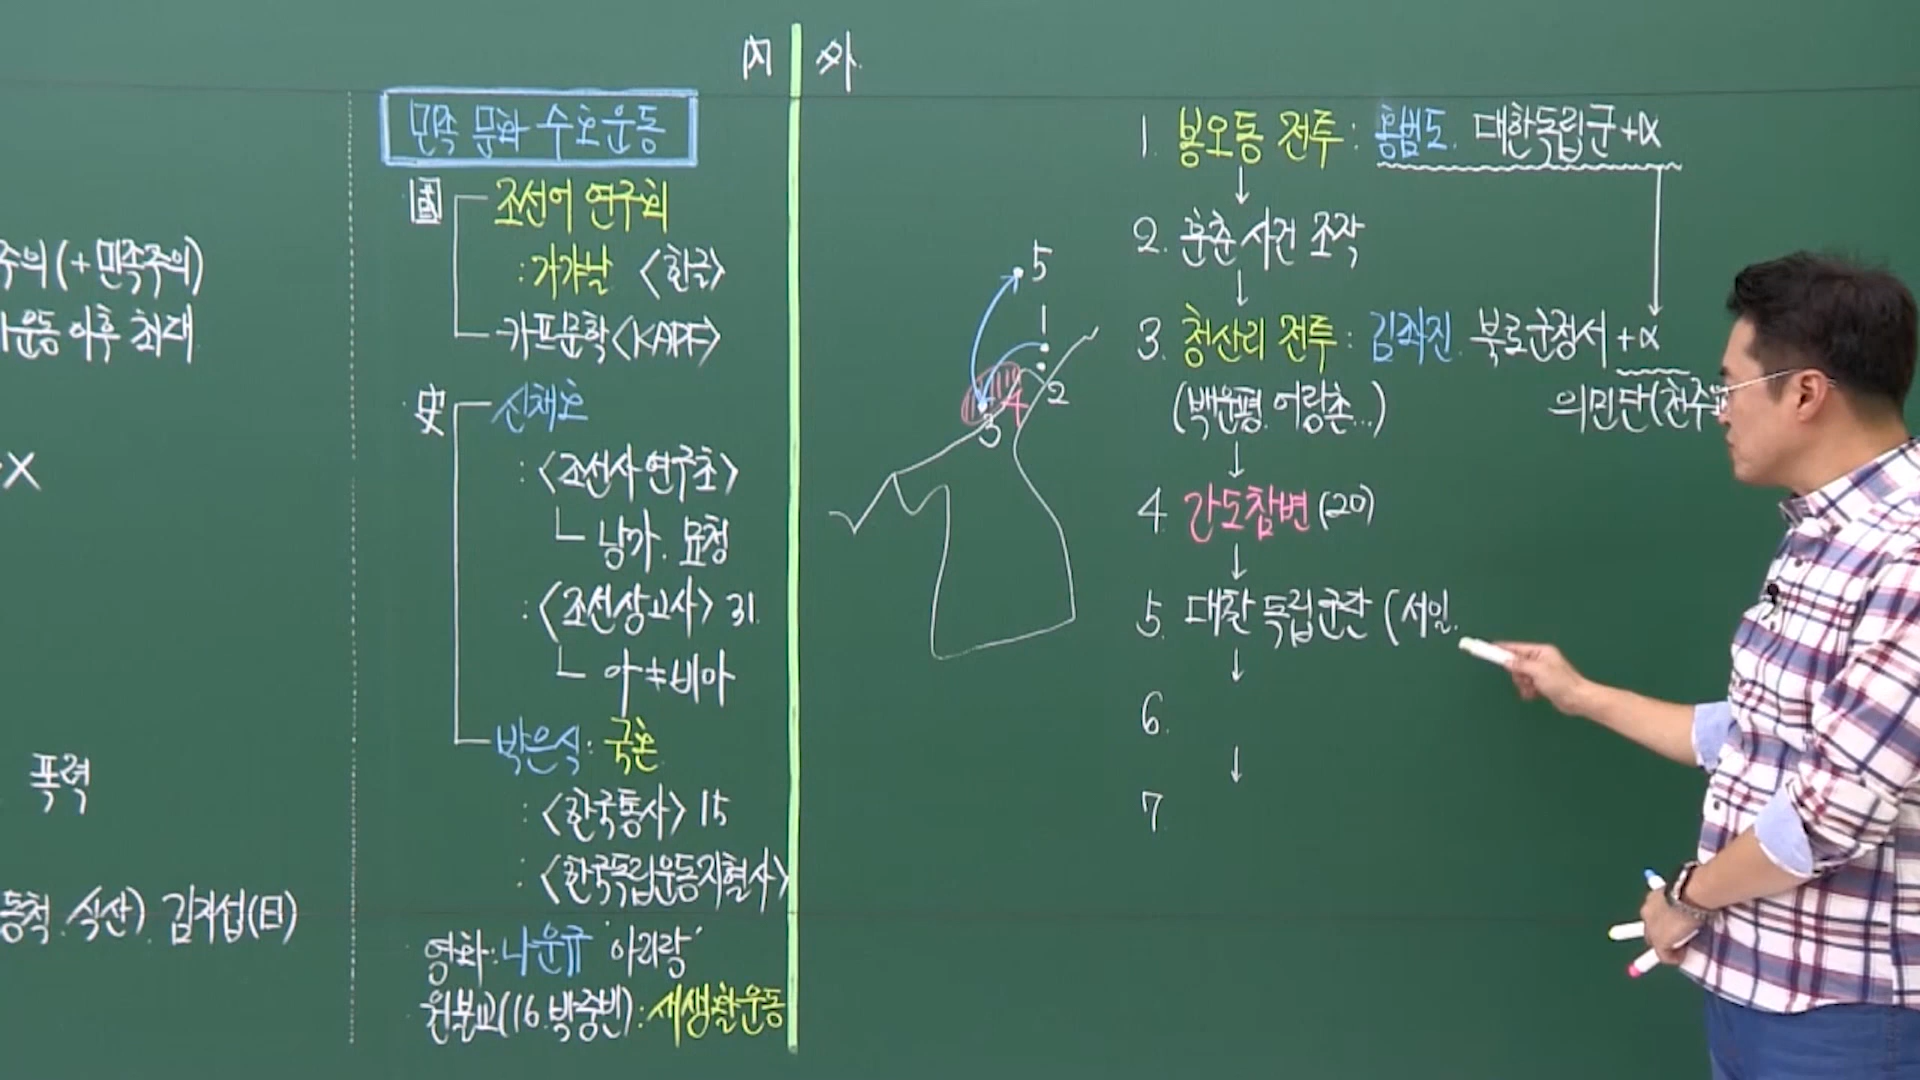 內 外
주의(+민족주의)
운동 이후 최대
X
폭력
동척.식산). 김지섭(日)
민족 문화 수호운동
國 조선어 연구회
: 가갸날 <한글>
카프문학<KAPF>
史 신채호
: <조선사연구초>
낭가. 묘청
: <조선상고사> 31.
아≠비아
박은식: 국혼
: <한국통사> 15
: <한국독립운동지혈사>
영화: 나운규 '아리랑'
원불교(16.박중빈): 새생활운동
5
1
2
4
3
1. 봉오동 전투: 홍범도. 대한독립군+α
↓
2. 훈춘사건 조작
↓
3. 청산리 전투: 김좌진. 북로군정서+α
(백운평. 어랑촌...) 의민단(천주교
↓
4. 간도참변(20)
↓
5. 대한 독립군단 (서일.
↓
6.
↓
7.